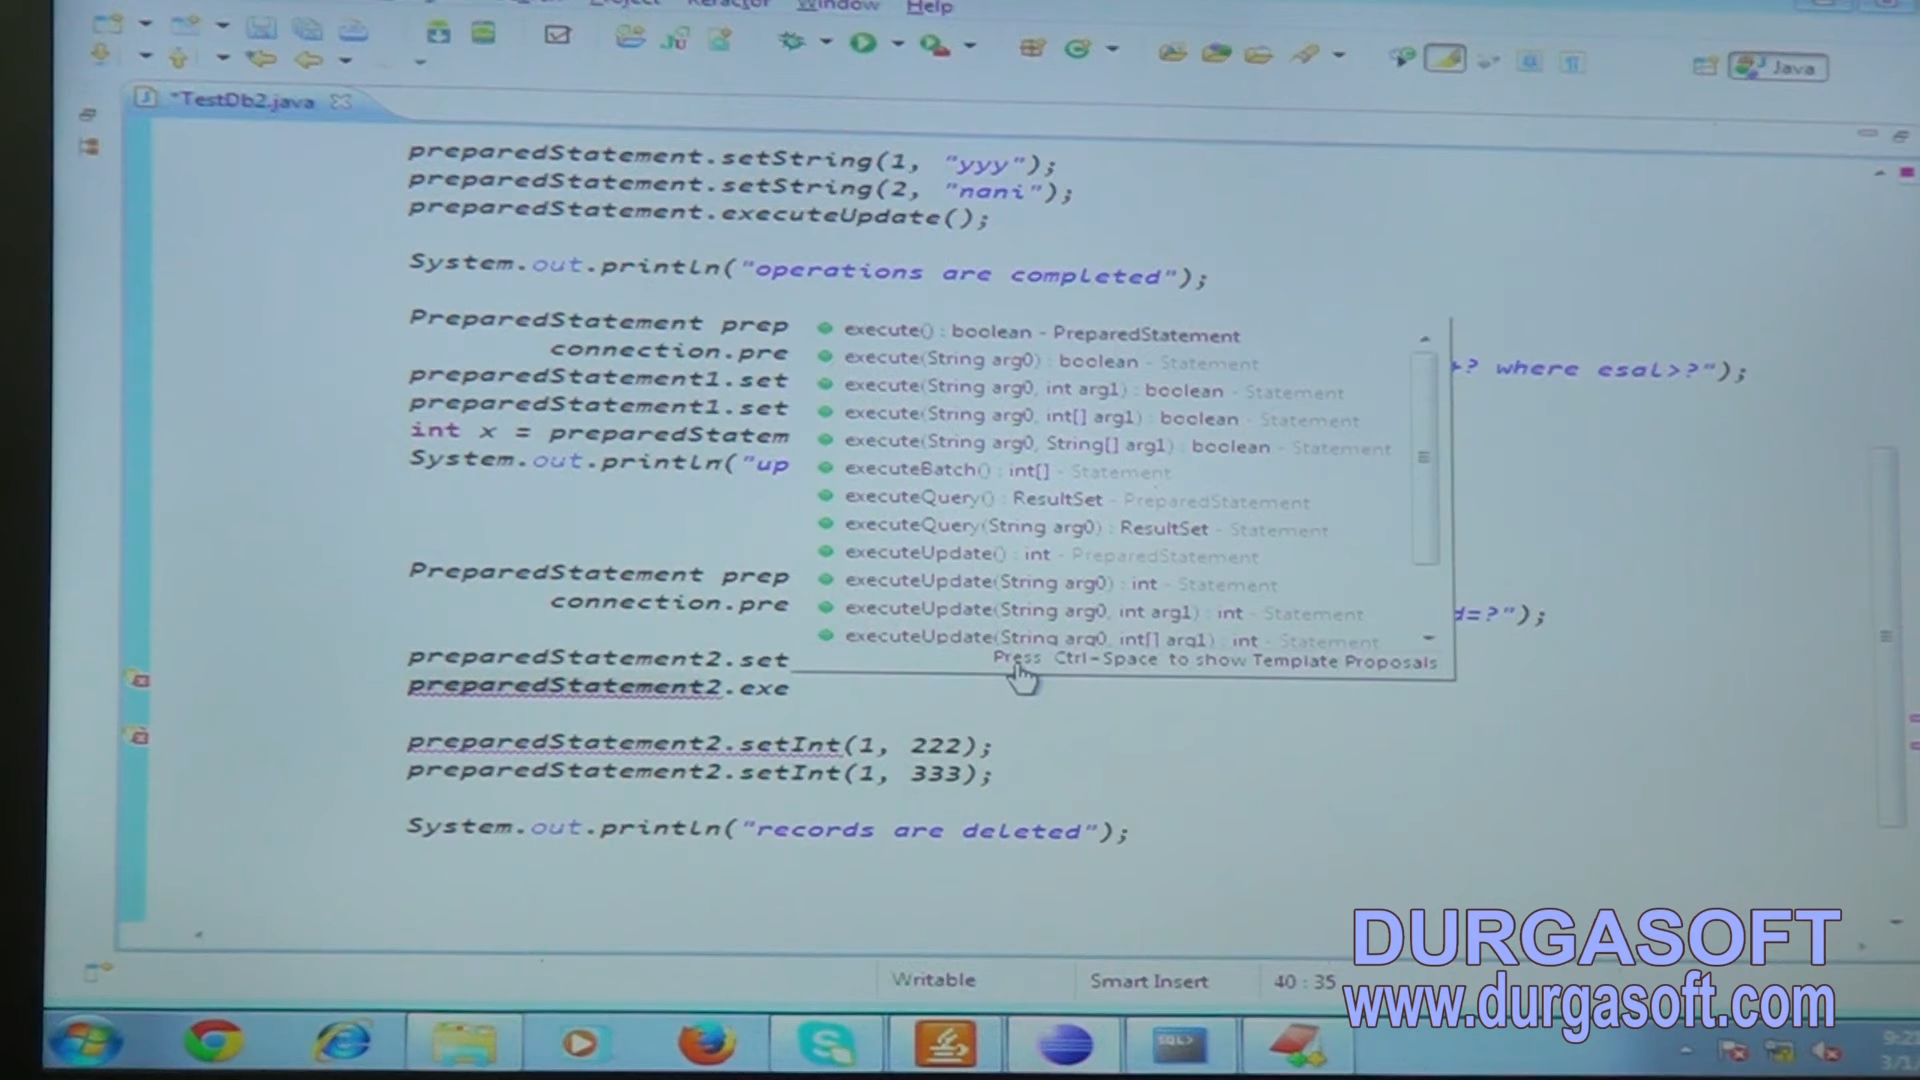 Refactor Window Help
Java
*TestDb2.java
preparedStatement.setString(1, "yyy");
preparedStatement.setString(2, "nani");
preparedStatement.executeUpdate();
System.out.println("operations are completed");
PreparedStatement prep
connection.pre
? where esal>?");
preparedStatement1.set
preparedStatement1.set
int x = preparedStatem
System.out.println("up
PreparedStatement prep
connection.pre
d=?");
preparedStatement2.set
preparedStatement2.exe
execute() : boolean - PreparedStatement
execute(String arg0) : boolean - Statement
execute(String arg0, int arg1) : boolean - Statement
execute(String arg0, int[] arg1) : boolean - Statement
execute(String arg0, String[] arg1) : boolean - Statement
executeBatch() : int[] - Statement
executeQuery() : ResultSet - PreparedStatement
executeQuery(String arg0) : ResultSet - Statement
executeUpdate() : int - PreparedStatement
executeUpdate(String arg0) : int - Statement
executeUpdate(String arg0, int arg1) : int - Statement
executeUpdate(String arg0, int[] arg1) : int - Statement
Press Ctrl-Space to show Template Proposals
preparedStatement2.setInt(1, 222);
preparedStatement2.setInt(1, 333);
System.out.println("records are deleted");
Writable
Smart Insert
40 : 35
DURGASOFT
www.durgasoft.com
SQL>